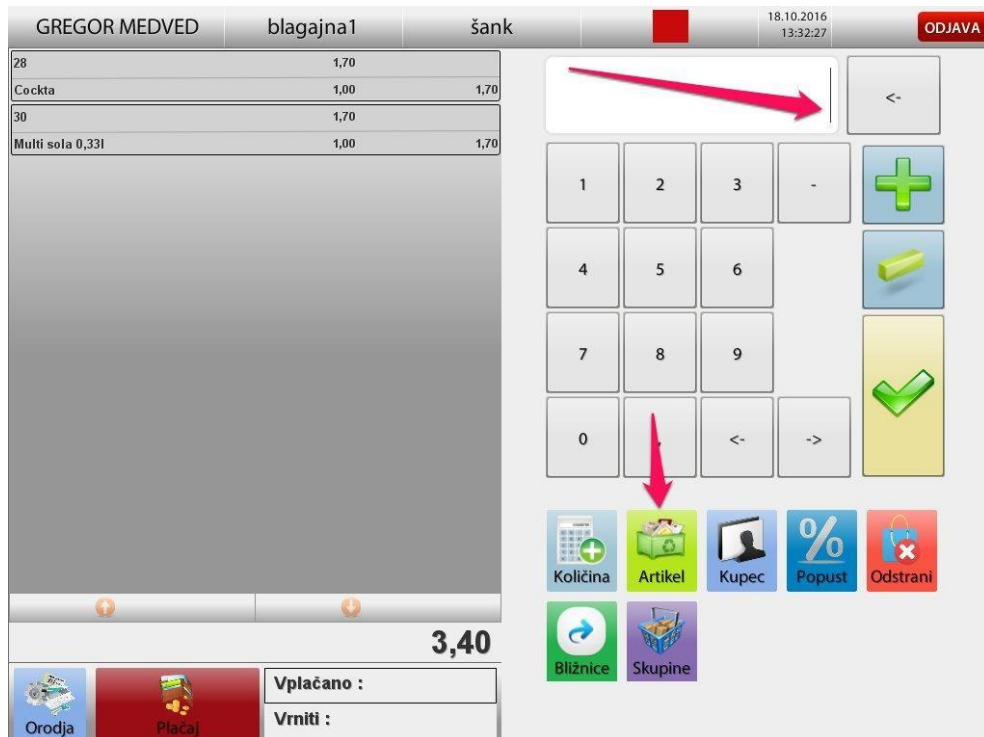 GREGOR MEDVED blagajna1 šank 18.10.2016
13:32:27 ODJAVA
28 1,70
Cockta 1,00 1,70
30 1,70
Multi sola 0,33l 1,00 1,70
3,40
Orodja Plačaj
Vplačano :
Vrniti :
<-
1 2 3 -
4 5 6
7 8 9
0 <- ->
Količina Artikel Kupec Popust Odstrani
Bližnice Skupine